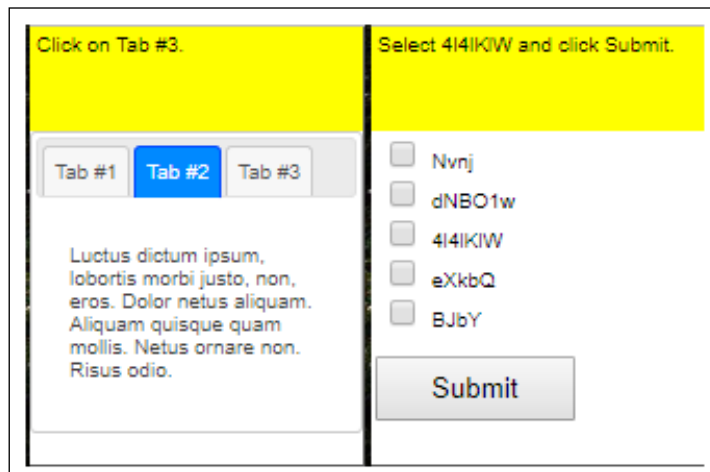 Click on Tab #3.
Tab #1 Tab #2 Tab #3
Luctus dictum ipsum,
lobortis morbi justo, non,
eros. Dolor netus aliquam.
Aliquam quisque quam
mollis. Netus ornare non.
Risus odio.
Select 4I4IKIW and click Submit.
Nvnj
dNBO1w
4I4IKIW
eXkbQ
BJbY
Submit